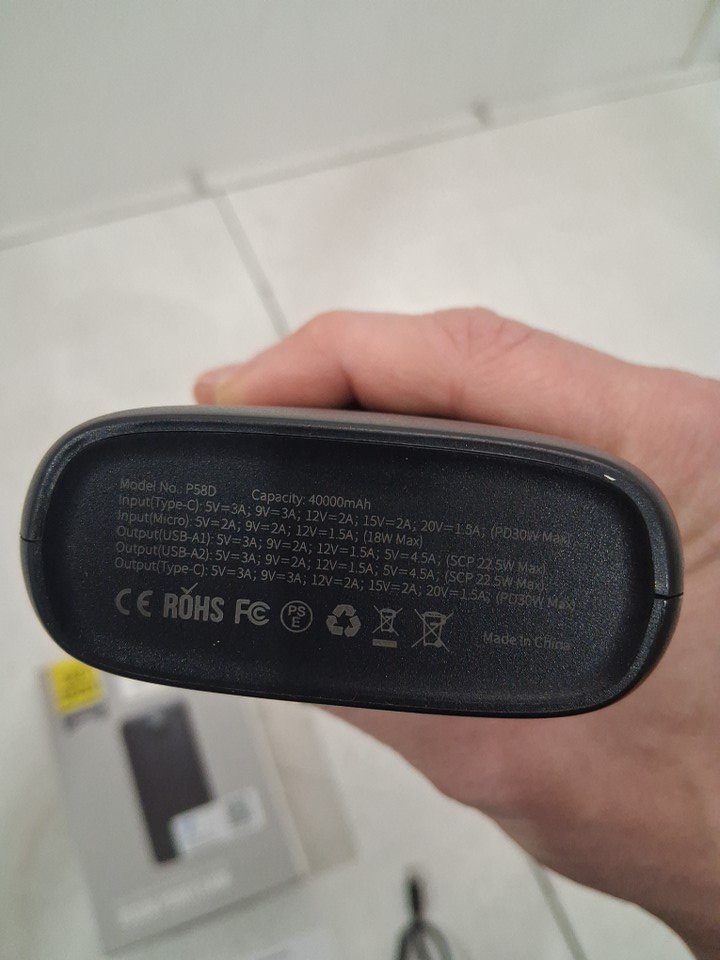 Model No.: P58D Capacity: 40000mAh
Input(Type-C): 5V=3A; 9V=3A; 12V=2A; 15V=2A; 20V=1.5A; (PD30W Max)
Input(Micro): 5V=2A; 9V=2A; 12V=1.5A; (18W Max)
Output(USB-A1): 5V=3A; 9V=2A; 12V=1.5A; 5V=4.5A; (SCP 22.5W Max)
Output(USB-A2): 5V=3A; 9V=2A; 12V=1.5A; 5V=4.5A; (SCP 22.5W Max)
Output(Type-C): 5V=3A; 9V=3A; 12V=2A; 15V=2A; 20V=1.5A; (PD30W Max)
CE ROHS FC PS E
Made In China